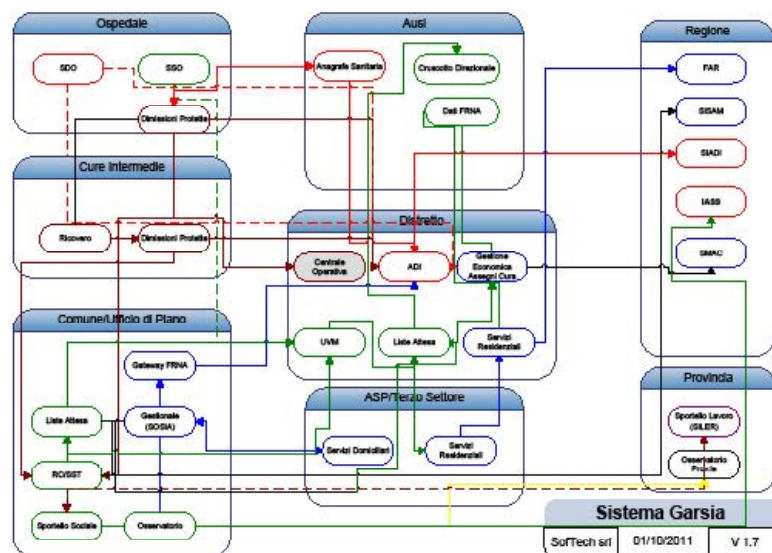 Ospedale
Ausl
Regione
SDO
SSO
Anagrafe Sanitaria
Cruscotto Direzionale
FAR
Dati FRNA
SISAM
Dimissioni Protette
SIADI
Cure Intermedie
IASS
Distretto
Ricovero
Dimissioni Protette
Centrale
Operativa
ADI
Gestione
Economica
Assegni Cura
SMAC
Comune/Ufficio di Piano
UVM
Liste Attesa
Servizi
Residenziali
Gateway FRNA
Provincia
ASP/Terzo Settore
Liste Attesa
Gestionale
(SOSIA)
Sportello Lavoro
(SILER)
Servizi Domiciliari
Servizi
Residenziali
Osservatorio
RC/SST
Sportello Sociale
Osservatorio
Sistema Garsia
SofTech srl
01/10/2011
V 1.7